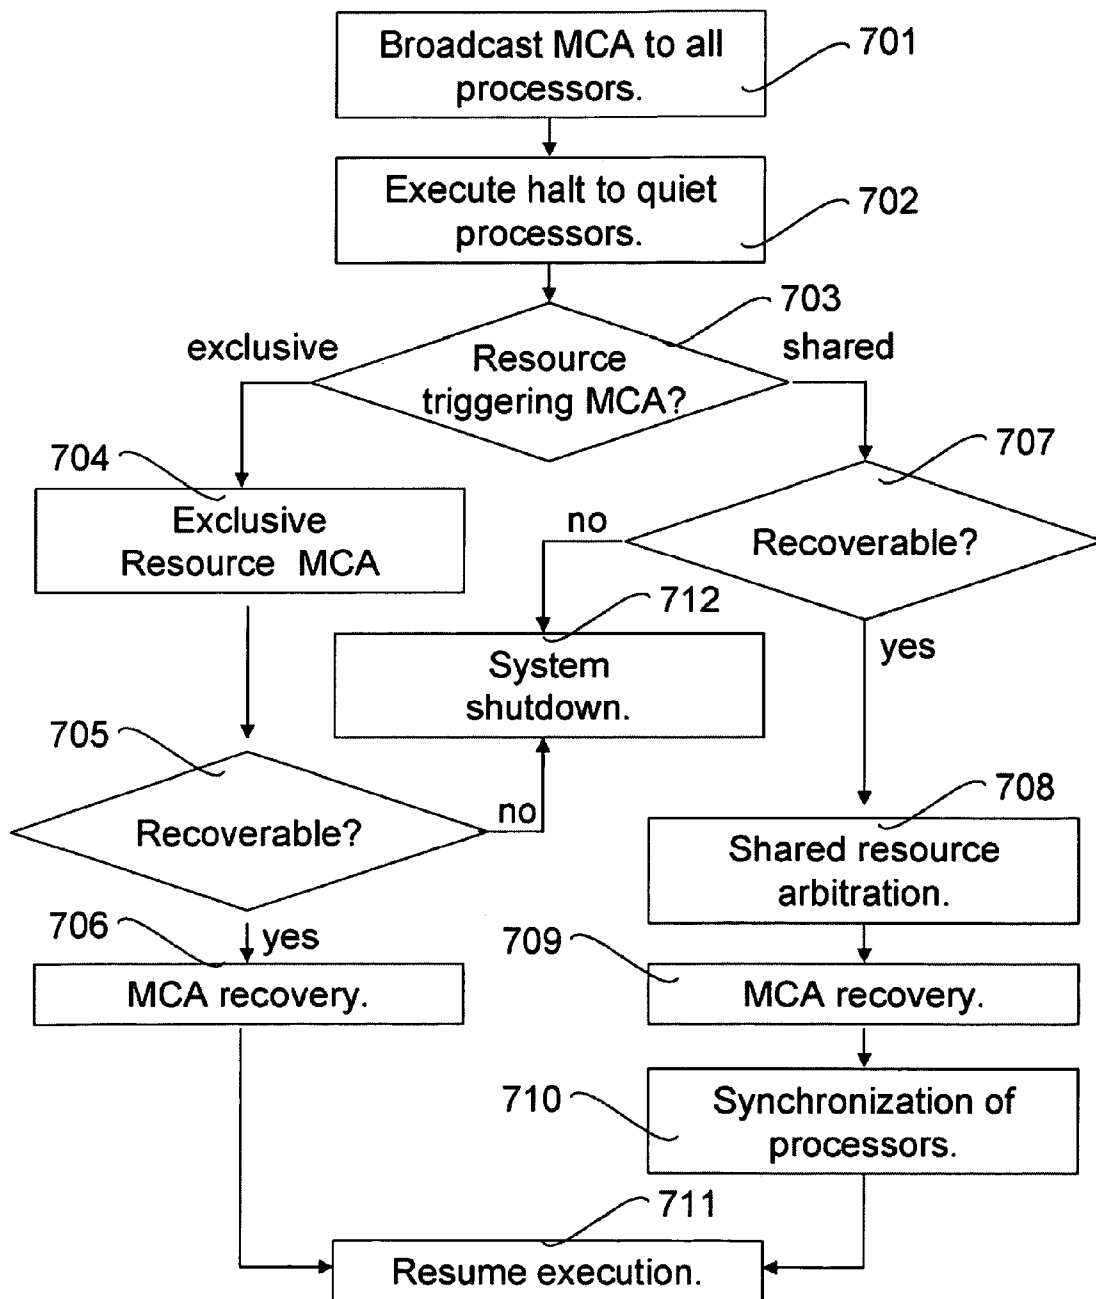 Broadcast MCA to all
processors.
701
Execute halt to quiet
processors.
702
703
exclusive
Resource
triggering MCA?
shared
704
Exclusive
Resource MCA
707
no
Recoverable?
712
System
shutdown.
yes
705
Recoverable?
no
708
Shared resource
arbitration.
706
yes
MCA recovery.
709
MCA recovery.
710
Synchronization of
processors.
711
Resume execution.